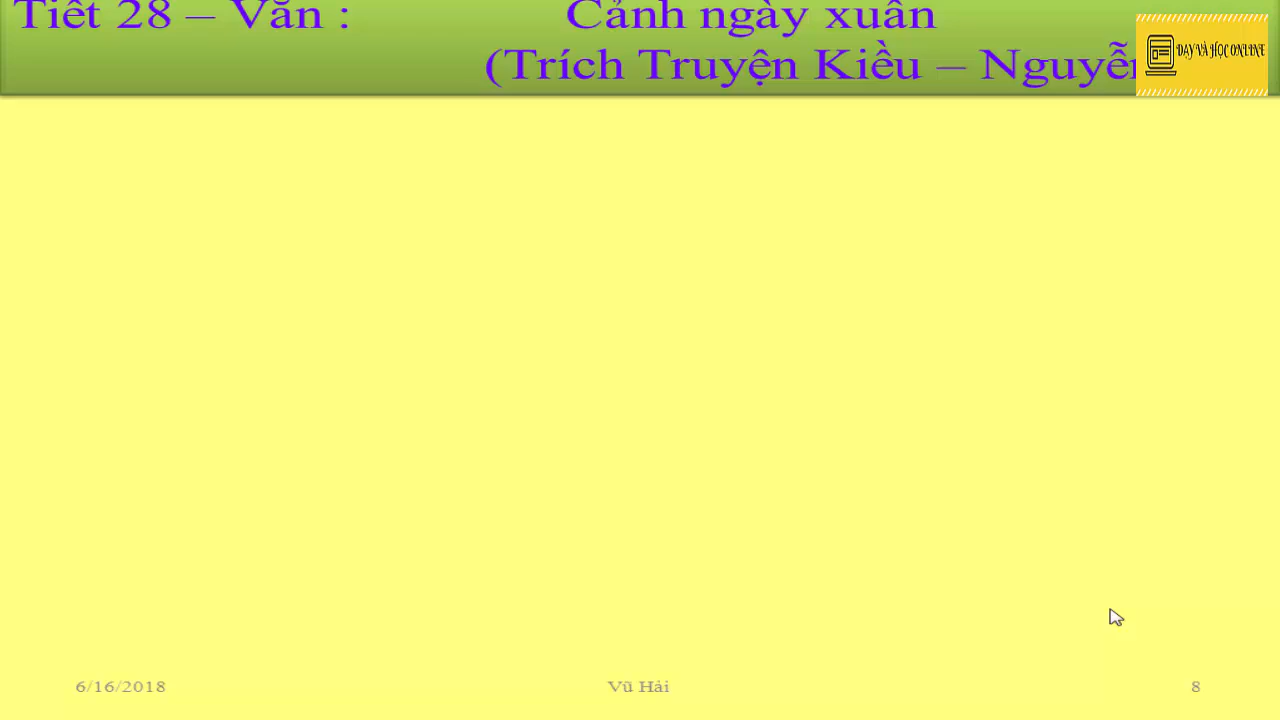 Tiết 28 – Văn : Cảnh ngày xuân
(Trích Truyện Kiều –
DẠY VÀ HỌC ONLINE
6/16/2018 Vũ Hải 8